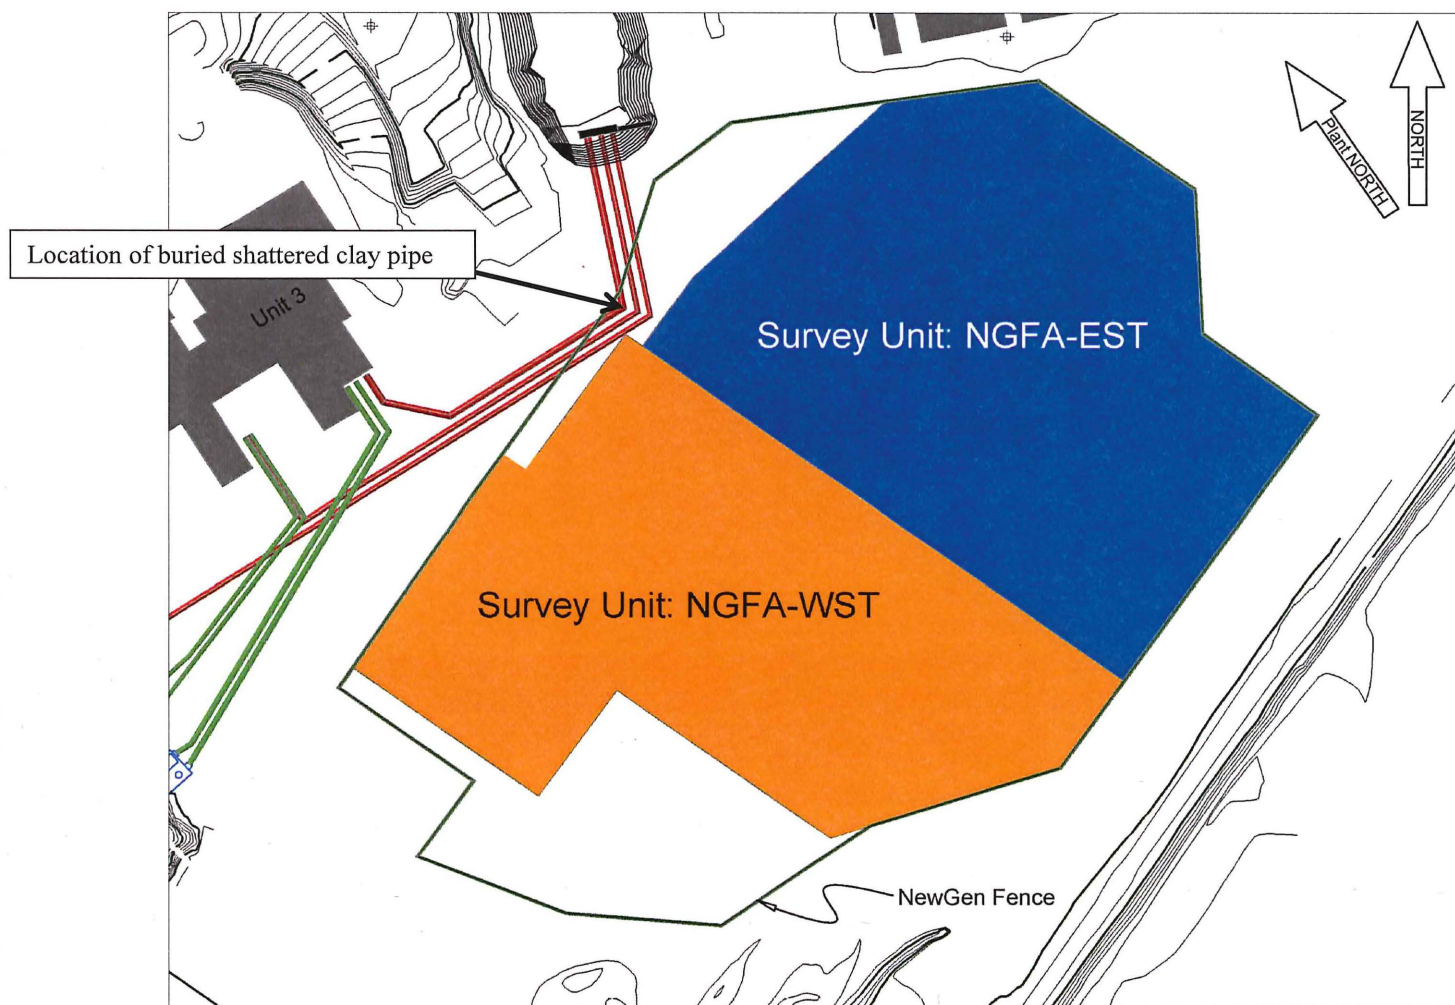 Plant NORTH
NORTH
Location of buried shattered clay pipe
Unit 3
Survey Unit: NGFA-EST
Survey Unit: NGFA-WST
NewGen Fence